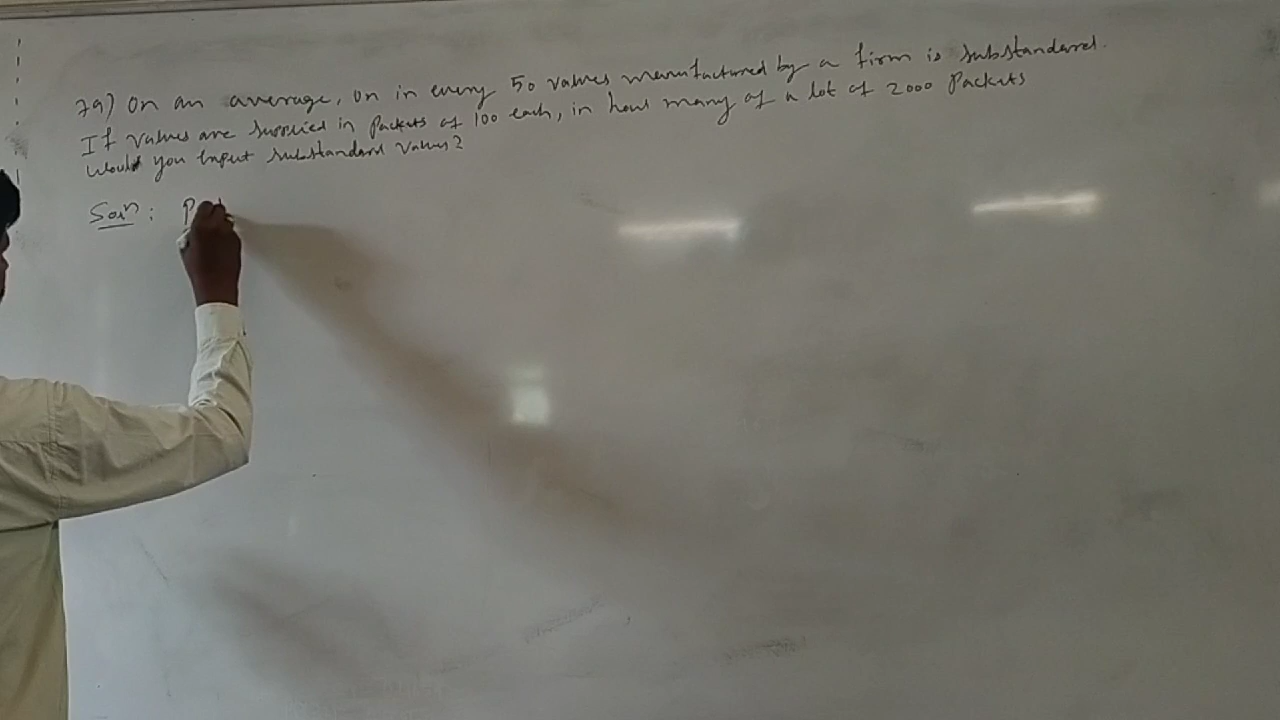 79) On an average, on in every 50 valves manufactured by a firm is substandard.
If valves are supplied in packets of 100 each, in how many of a lot of 2000 packets
would you expect substandard valves?
Soln: